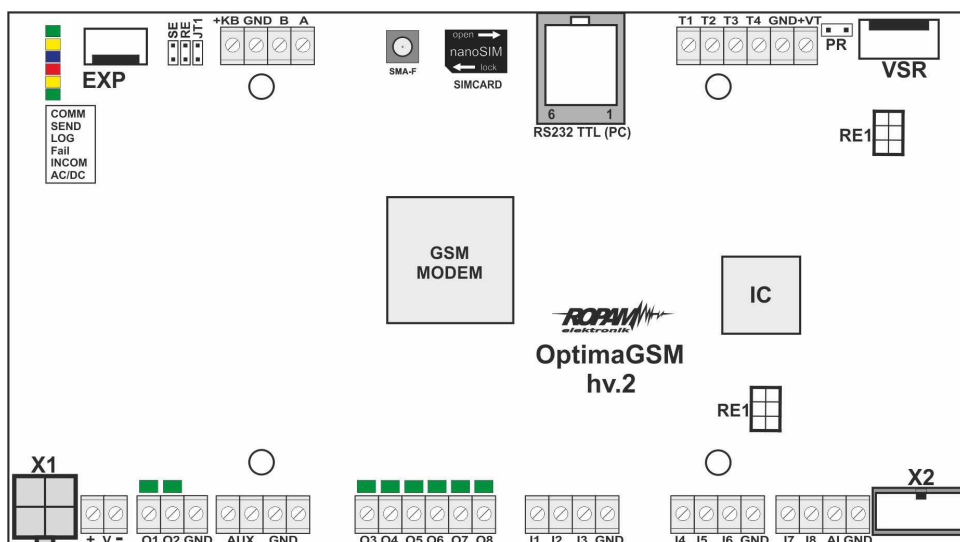 +KB GND B A
T1 T2 T3 T4 GND+VT
SE
RE
JT1
open
nanoSIM
lock
PR
EXP
SMA-F
SIMCARD
VSR
6 1
RS232 TTL (PC)
COMM
SEND
LOG
Fail
INCOM
AC/DC
RE1
GSM
MODEM
IC
ROPAM
elektronik
OptimaGSM
hv.2
RE1
X1
X2
+ V -
O1 O2 GND
AUX GND
O3 O4 O5 O6 O7 O8
I1 I2 I3 GND
I4 I5 I6 GND
I7 I8 AI GND